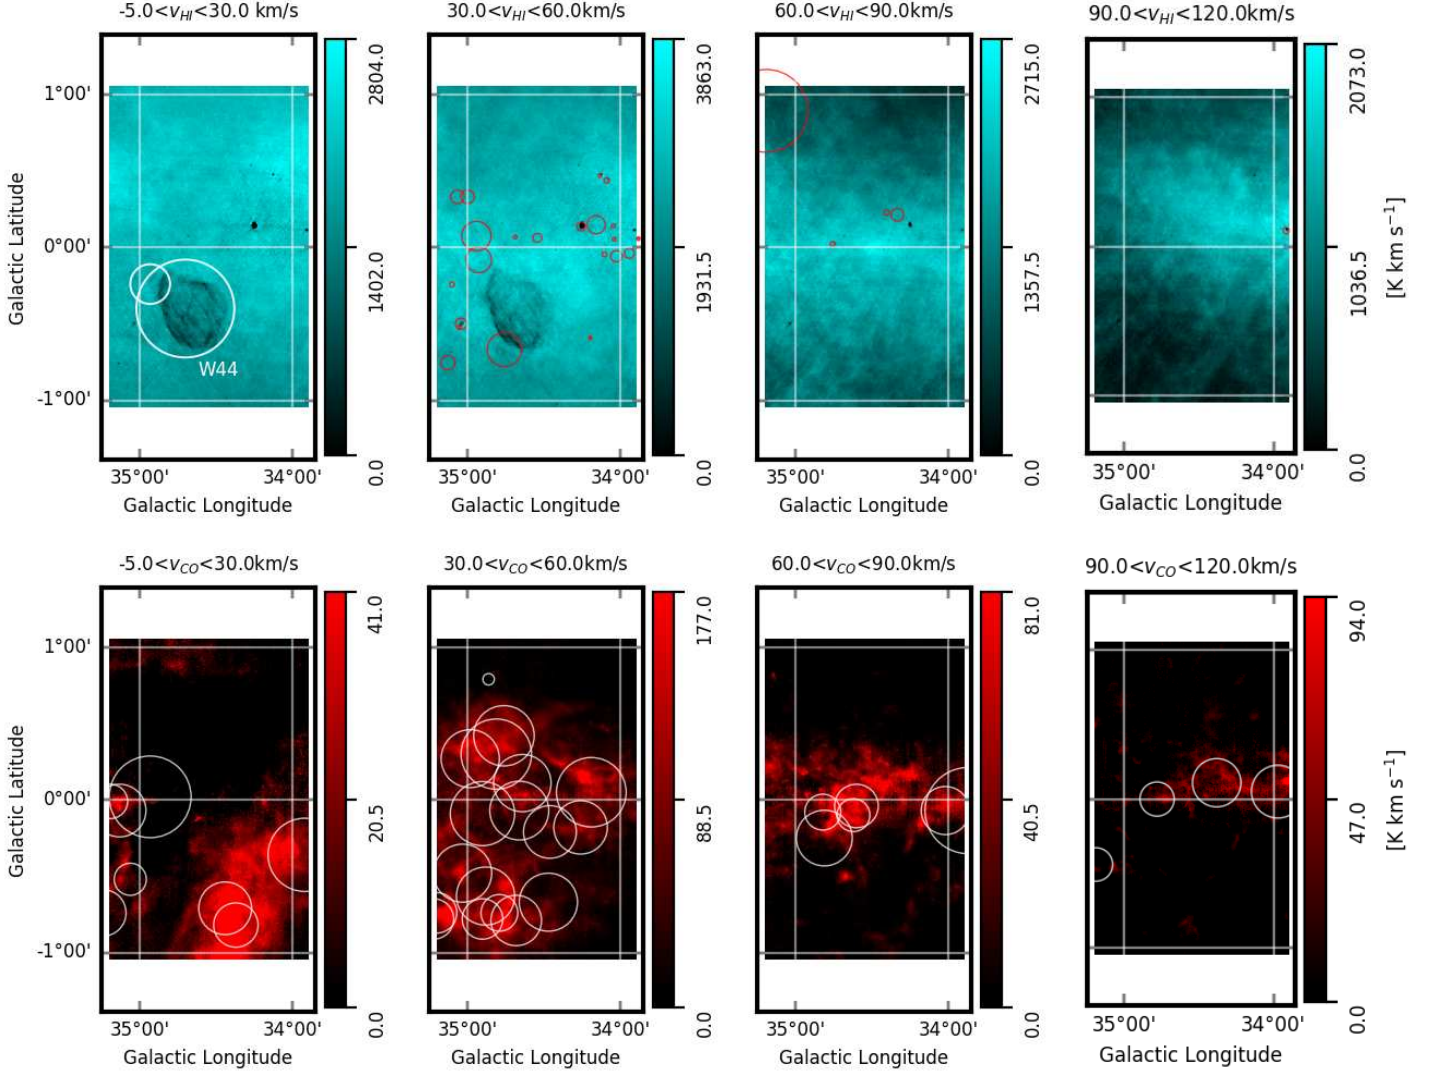 -5.0<v_HI<30.0 km/s
30.0<v_HI<60.0km/s
60.0<v_HI<90.0km/s
90.0<v_HI<120.0km/s
Galactic Latitude
1°00'
0°00'
-1°00'
W44
35°00'
34°00'
Galactic Longitude
2804.0
1402.0
0.0
35°00'
34°00'
Galactic Longitude
3863.0
1931.5
0.0
35°00'
34°00'
Galactic Longitude
2715.0
1357.5
0.0
35°00'
34°00'
Galactic Longitude
2073.0
1036.5
0.0
[K km s⁻¹]
-5.0<v_CO<30.0km/s
30.0<v_CO<60.0km/s
60.0<v_CO<90.0km/s
90.0<v_CO<120.0km/s
Galactic Latitude
1°00'
0°00'
-1°00'
35°00'
34°00'
Galactic Longitude
41.0
20.5
0.0
35°00'
34°00'
Galactic Longitude
177.0
88.5
0.0
35°00'
34°00'
Galactic Longitude
81.0
40.5
0.0
35°00'
34°00'
Galactic Longitude
94.0
47.0
0.0
[K km s⁻¹]